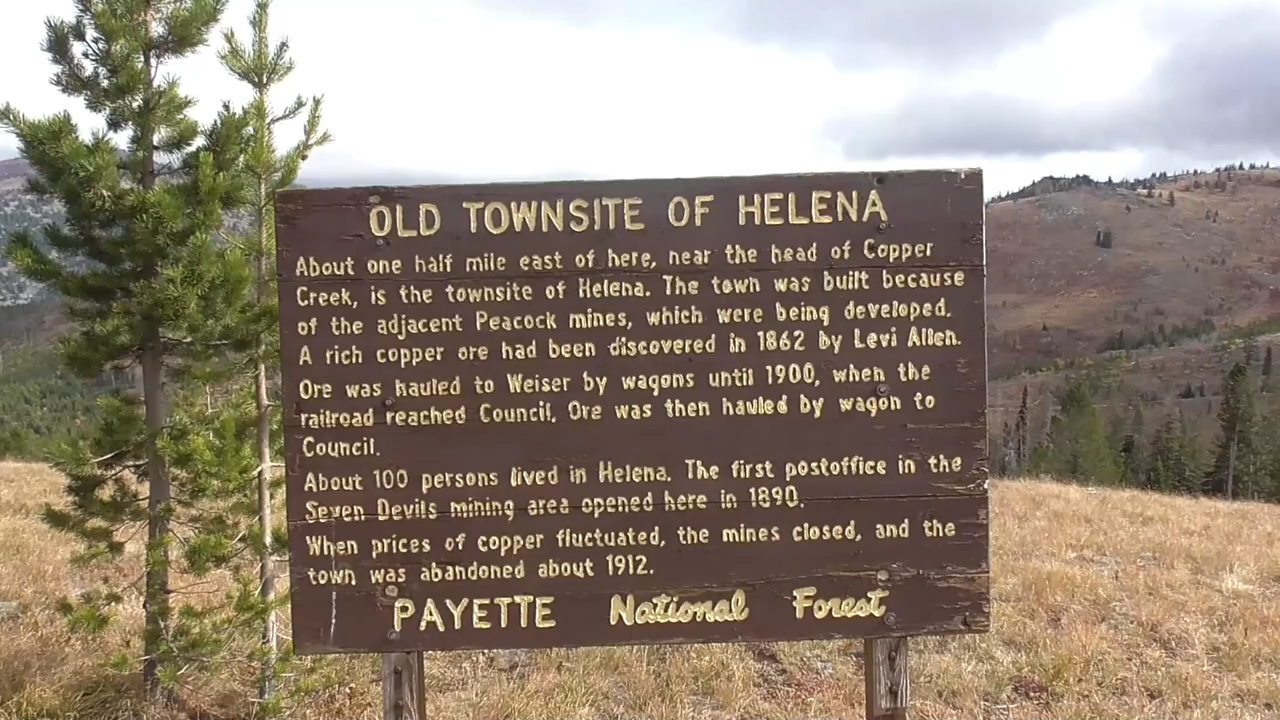 OLD TOWNSITE OF HELENA
About one half mile east of here, near the head of Copper
Creek, is the townsite of Helena. The town was built because
of the adjacent Peacock mines, which were being developed.
A rich copper ore had been discovered in 1862 by Levi Allen.
Ore was hauled to Weiser by wagons until 1900, when the
railroad reached Council. Ore was then hauled by wagon to
Council.
About 100 persons lived in Helena. The first postoffice in the
Seven Devils mining area opened here in 1890.
When prices of copper fluctuated, the mines closed, and the
town was abandoned about 1912.
PAYETTE National Forest